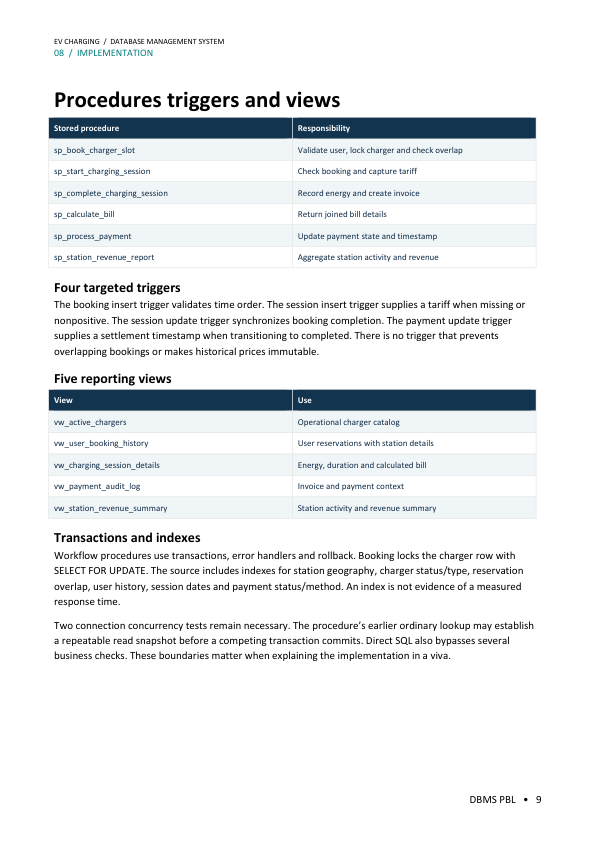 EV CHARGING / DATABASE MANAGEMENT SYSTEM
08 / IMPLEMENTATION
Procedures triggers and views
Stored procedure Responsibility
sp_book_charger_slot Validate user, lock charger and check overlap
sp_start_charging_session Check booking and capture tariff
sp_complete_charging_session Record energy and create invoice
sp_calculate_bill Return joined bill details
sp_process_payment Update payment state and timestamp
sp_station_revenue_report Aggregate station activity and revenue
Four targeted triggers
The booking insert trigger validates time order. The session insert trigger supplies a tariff when missing or
nonpositive. The session update trigger synchronizes booking completion. The payment update trigger
supplies a settlement timestamp when transitioning to completed. There is no trigger that prevents
overlapping bookings or makes historical prices immutable.
Five reporting views
View Use
vw_active_chargers Operational charger catalog
vw_user_booking_history User reservations with station details
vw_charging_session_details Energy, duration and calculated bill
vw_payment_audit_log Invoice and payment context
vw_station_revenue_summary Station activity and revenue summary
Transactions and indexes
Workflow procedures use transactions, error handlers and rollback. Booking locks the charger row with
SELECT FOR UPDATE. The source includes indexes for station geography, charger status/type, reservation
overlap, user history, session dates and payment status/method. An index is not evidence of a measured
response time.
Two connection concurrency tests remain necessary. The procedure’s earlier ordinary lookup may establish
a repeatable read snapshot before a competing transaction commits. Direct SQL also bypasses several
business checks. These boundaries matter when explaining the implementation in a viva.
DBMS PBL • 9